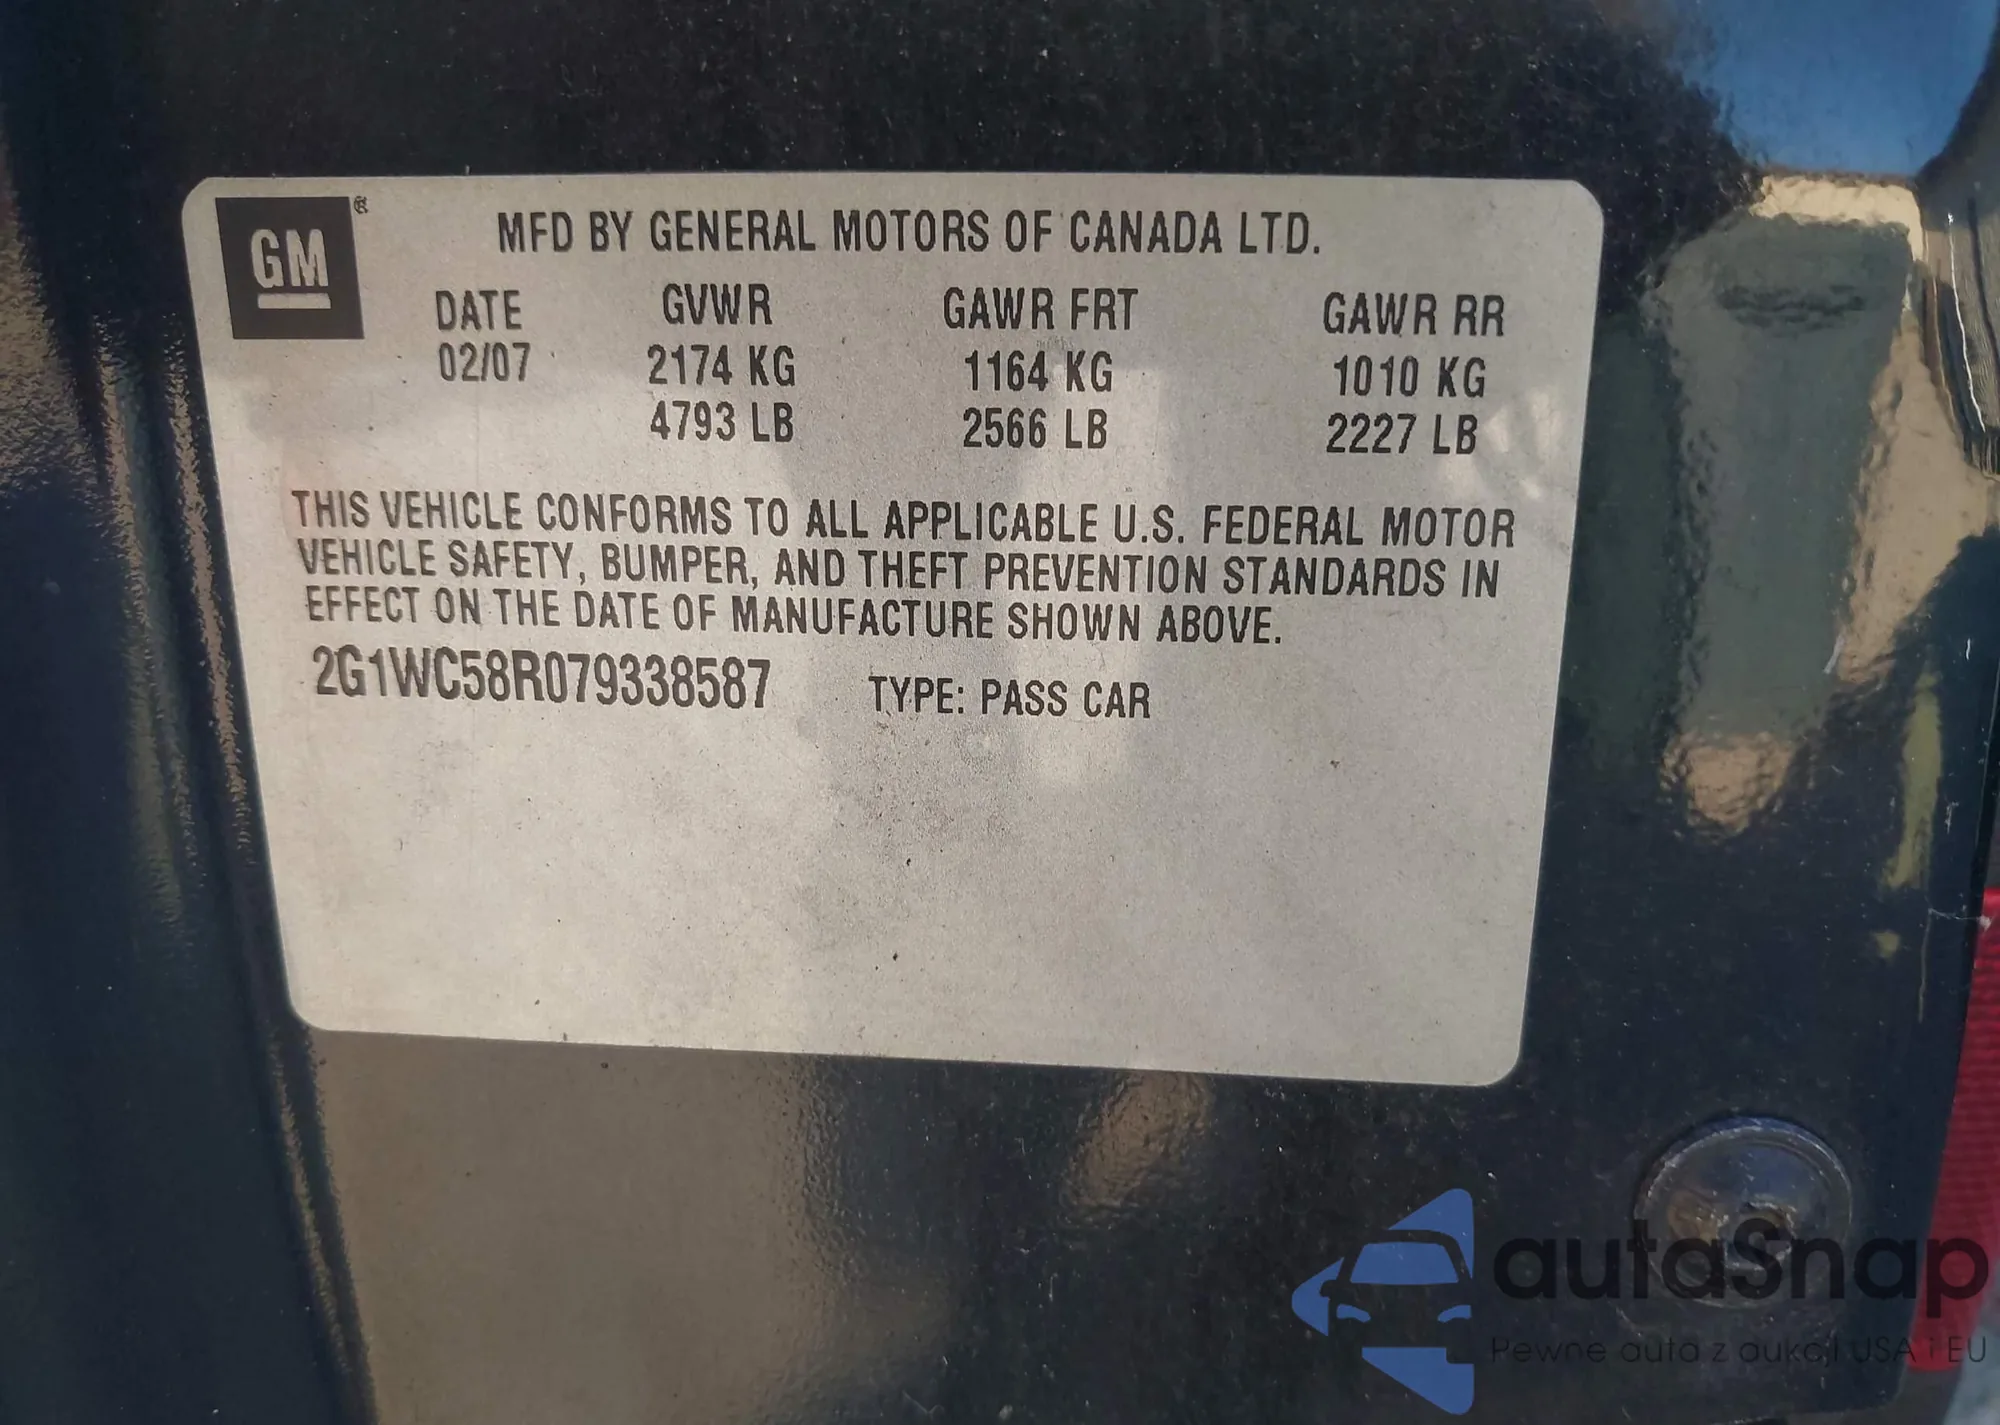 GM
MFD BY GENERAL MOTORS OF CANADA LTD.
DATE GVWR GAWR FRT GAWR RR
02/07 2174 KG 1164 KG 1010 KG
4793 LB 2566 LB 2227 LB
THIS VEHICLE CONFORMS TO ALL APPLICABLE U.S. FEDERAL MOTOR
VEHICLE SAFETY, BUMPER, AND THEFT PREVENTION STANDARDS IN
EFFECT ON THE DATE OF MANUFACTURE SHOWN ABOVE.
2G1WC58R079338587 TYPE: PASS CAR
autoSnap
Pewne auta z aukcji USA i EU